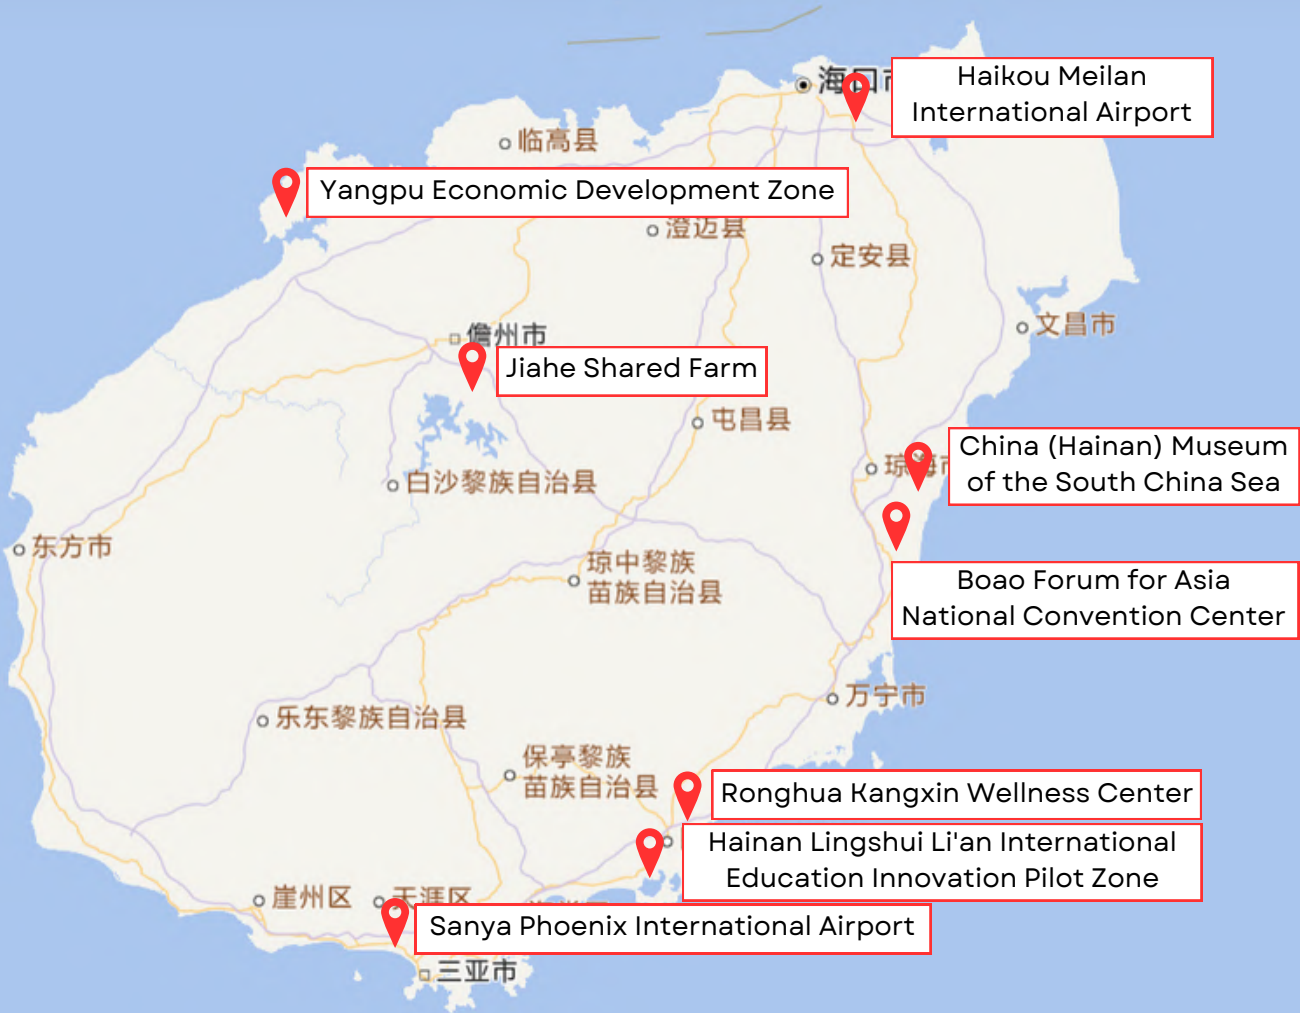 海口市
Haikou Meilan
International Airport
临高县
Yangpu Economic Development Zone
澄迈县
定安县
文昌市
儋州市
Jiahe Shared Farm
屯昌县
China (Hainan) Museum
of the South China Sea
琼海市
白沙黎族自治县
东方市
琼中黎族
苗族自治县
Boao Forum for Asia
National Convention Center
万宁市
乐东黎族自治县
保亭黎族
苗族自治县
Ronghua Kangxin Wellness Center
Hainan Lingshui Li'an International
Education Innovation Pilot Zone
崖州区
天涯区
Sanya Phoenix International Airport
三亚市